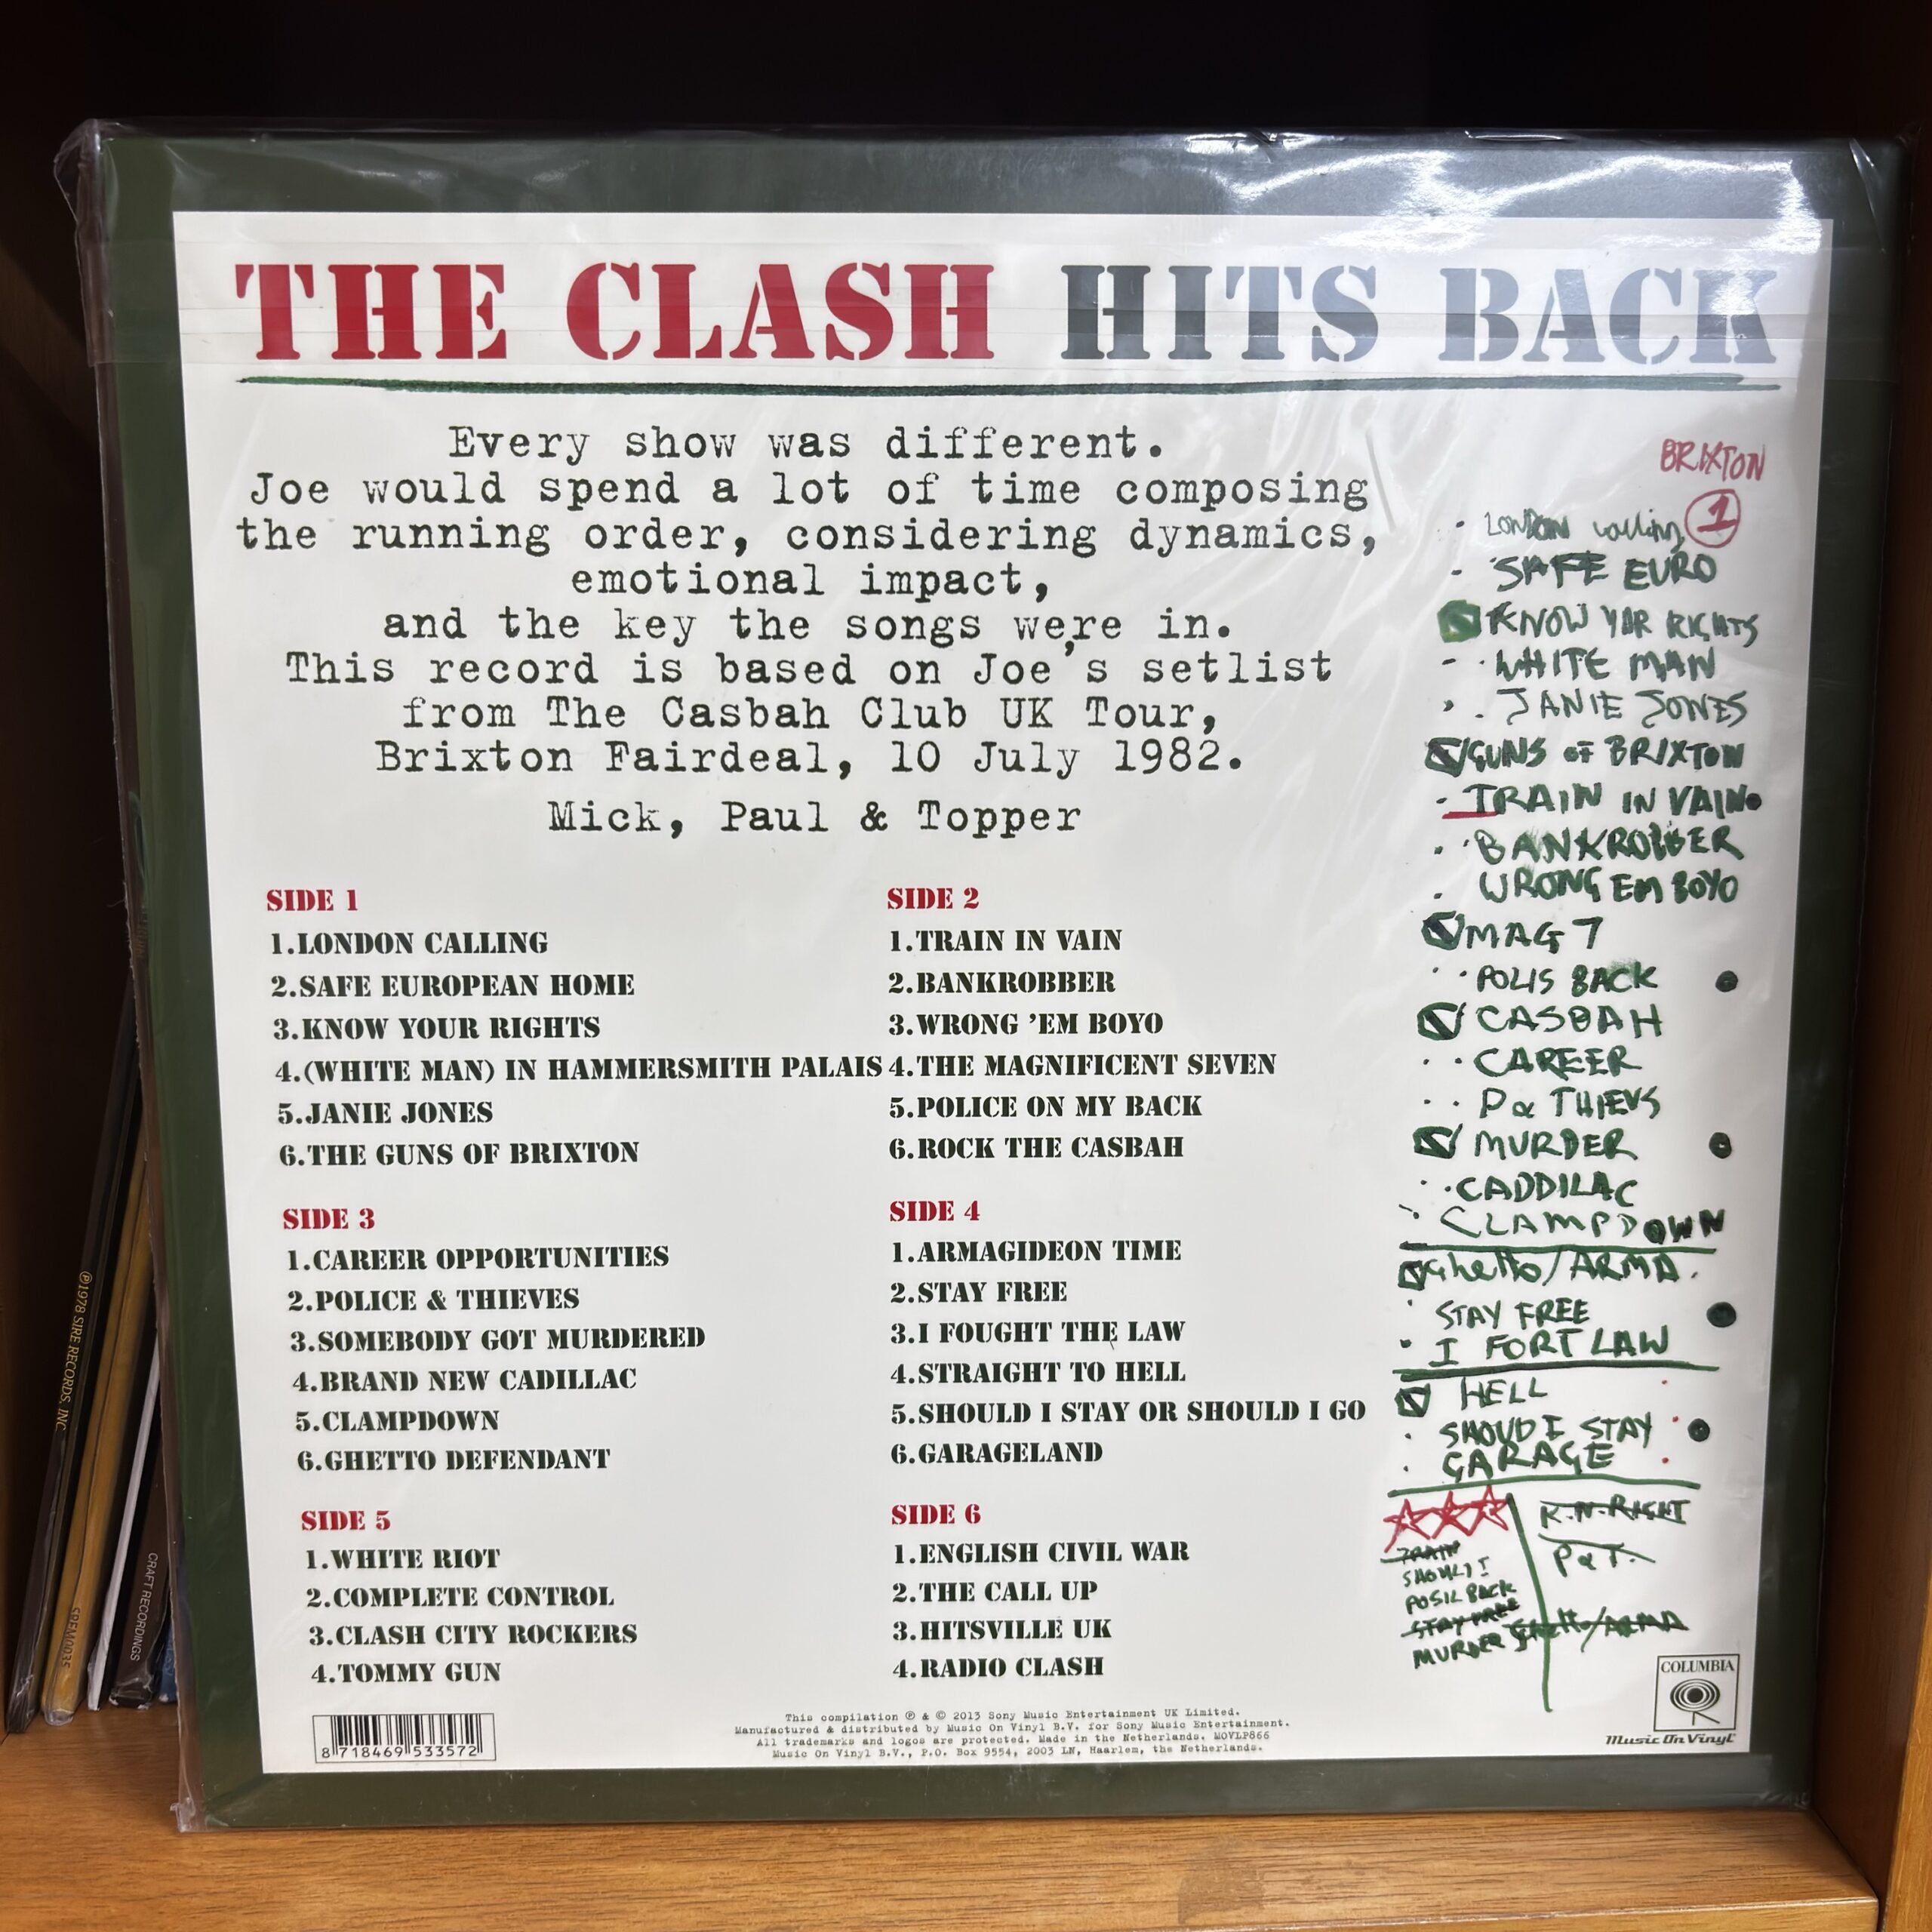 THE CLASH HITS BACK
Every show was different.
Joe would spend a lot of time composing
the running order, considering dynamics,
emotional impact,
and the key the songs were in.
This record is based on Joe's setlist
from The Casbah Club UK Tour,
Brixton Fairdeal, 10 July 1982.
Mick, Paul & Topper
SIDE 1
1.LONDON CALLING
2.SAFE EUROPEAN HOME
3.KNOW YOUR RIGHTS
4.(WHITE MAN) IN HAMMERSMITH PALAIS
5.JANIE JONES
6.THE GUNS OF BRIXTON
SIDE 2
1.TRAIN IN VAIN
2.BANKROBBER
3.WRONG 'EM BOYO
4.THE MAGNIFICENT SEVEN
5.POLICE ON MY BACK
6.ROCK THE CASBAH
SIDE 3
1.CAREER OPPORTUNITIES
2.POLICE & THIEVES
3.SOMEBODY GOT MURDERED
4.BRAND NEW CADILLAC
5.CLAMPDOWN
6.GHETTO DEFENDANT
SIDE 4
1.ARMAGIDEON TIME
2.STAY FREE
3.I FOUGHT THE LAW
4.STRAIGHT TO HELL
5.SHOULD I STAY OR SHOULD I GO
6.GARAGELAND
SIDE 5
1.WHITE RIOT
2.COMPLETE CONTROL
3.CLASH CITY ROCKERS
4.TOMMY GUN
SIDE 6
1.ENGLISH CIVIL WAR
2.THE CALL UP
3.HITSVILLE UK
4.RADIO CLASH
BRIXTON
1
LONDON calling
SAFE EURO
KNOW YAR RIGHTS
WHITE MAN
JANIE JONES
GUNS OF BRIXTON
TRAIN IN VAIN
BANKROBBER
WRONG EM BOYO
MAG 7
POLIS BACK
CASBAH
CAREER
P & THIEVS
MURDER
CADDILAC
CLAMPDOWN
Ghetto/ARMA.
STAY FREE
I FORT LAW
HELL
SHOUD I STAY
GARAGE
K.N.RIGHT
P & T.
TRAIN
SHOULD I
POSIL BACK
STAY FREE
MURDER
Ghetto/ARMA
8 718469 533572
This compilation ℗ & © 2013 Sony Music Entertainment UK Limited.
Manufactured & distributed by Music On Vinyl B.V. for Sony Music Entertainment.
All trademarks and logos are protected. Made in the Netherlands. MOVLP866
Music On Vinyl B.V., P.O. Box 9554, 2003 LN, Haarlem, the Netherlands.
COLUMBIA
Music On Vinyl
℗1978 SIRE RECORDS, INC
CRAFT RECORDINGS